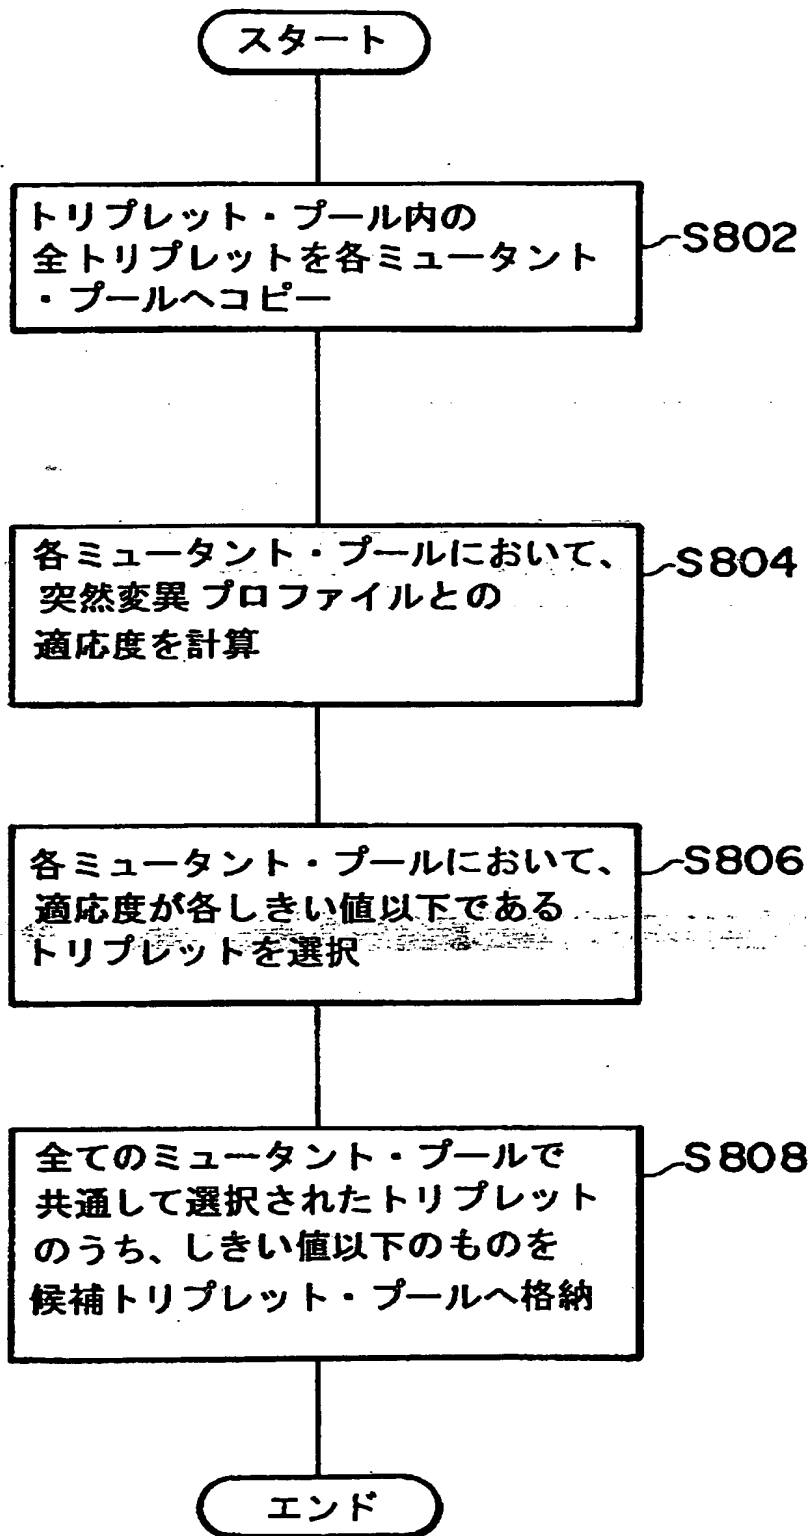 スタート
トリプレット・プール内の
全トリプレットを各ミュータント
・プールへコピー
S802
各ミュータント・プールにおいて、
突然変異 プロファイルとの
適応度を計算
S804
各ミュータント・プールにおいて、
適応度が各しきい値以下である
トリプレットを選択
S806
全てのミュータント・プールで
共通して選択されたトリプレット
のうち、しきい値以下のものを
候補トリプレット・プールへ格納
S808
エンド